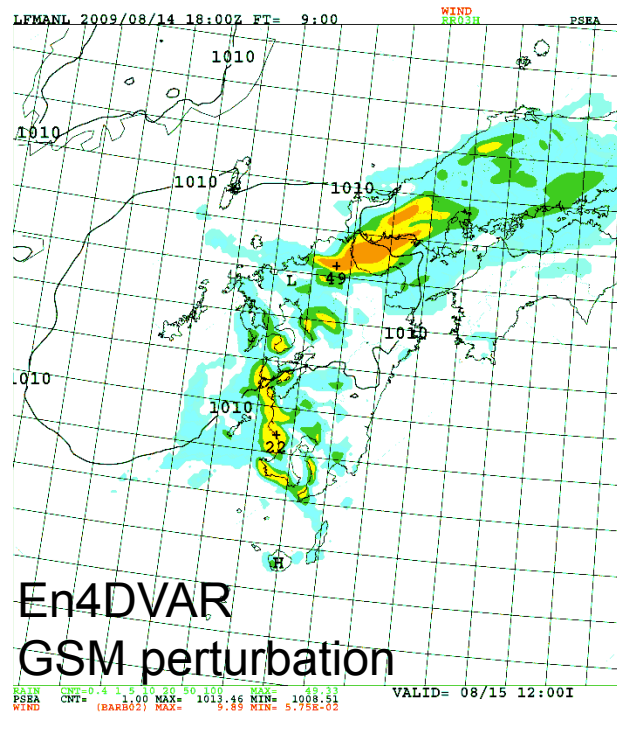 WIND
LFMANL 2009/08/14 18:00Z FT= 9:00 RR03H PSEA
1010
1010
1010
1010
L
49
1010
1010
1010
22
H
En4DVAR
GSM perturbation
RAIN CNT=0.4 1 5 10 20 50 100 MAX= 49.33
PSEA CNT= 1.00 MAX= 1013.46 MIN= 1008.51
WIND (BARB02) MAX= 9.89 MIN= 5.75E-02
VALID= 08/15 12:00I